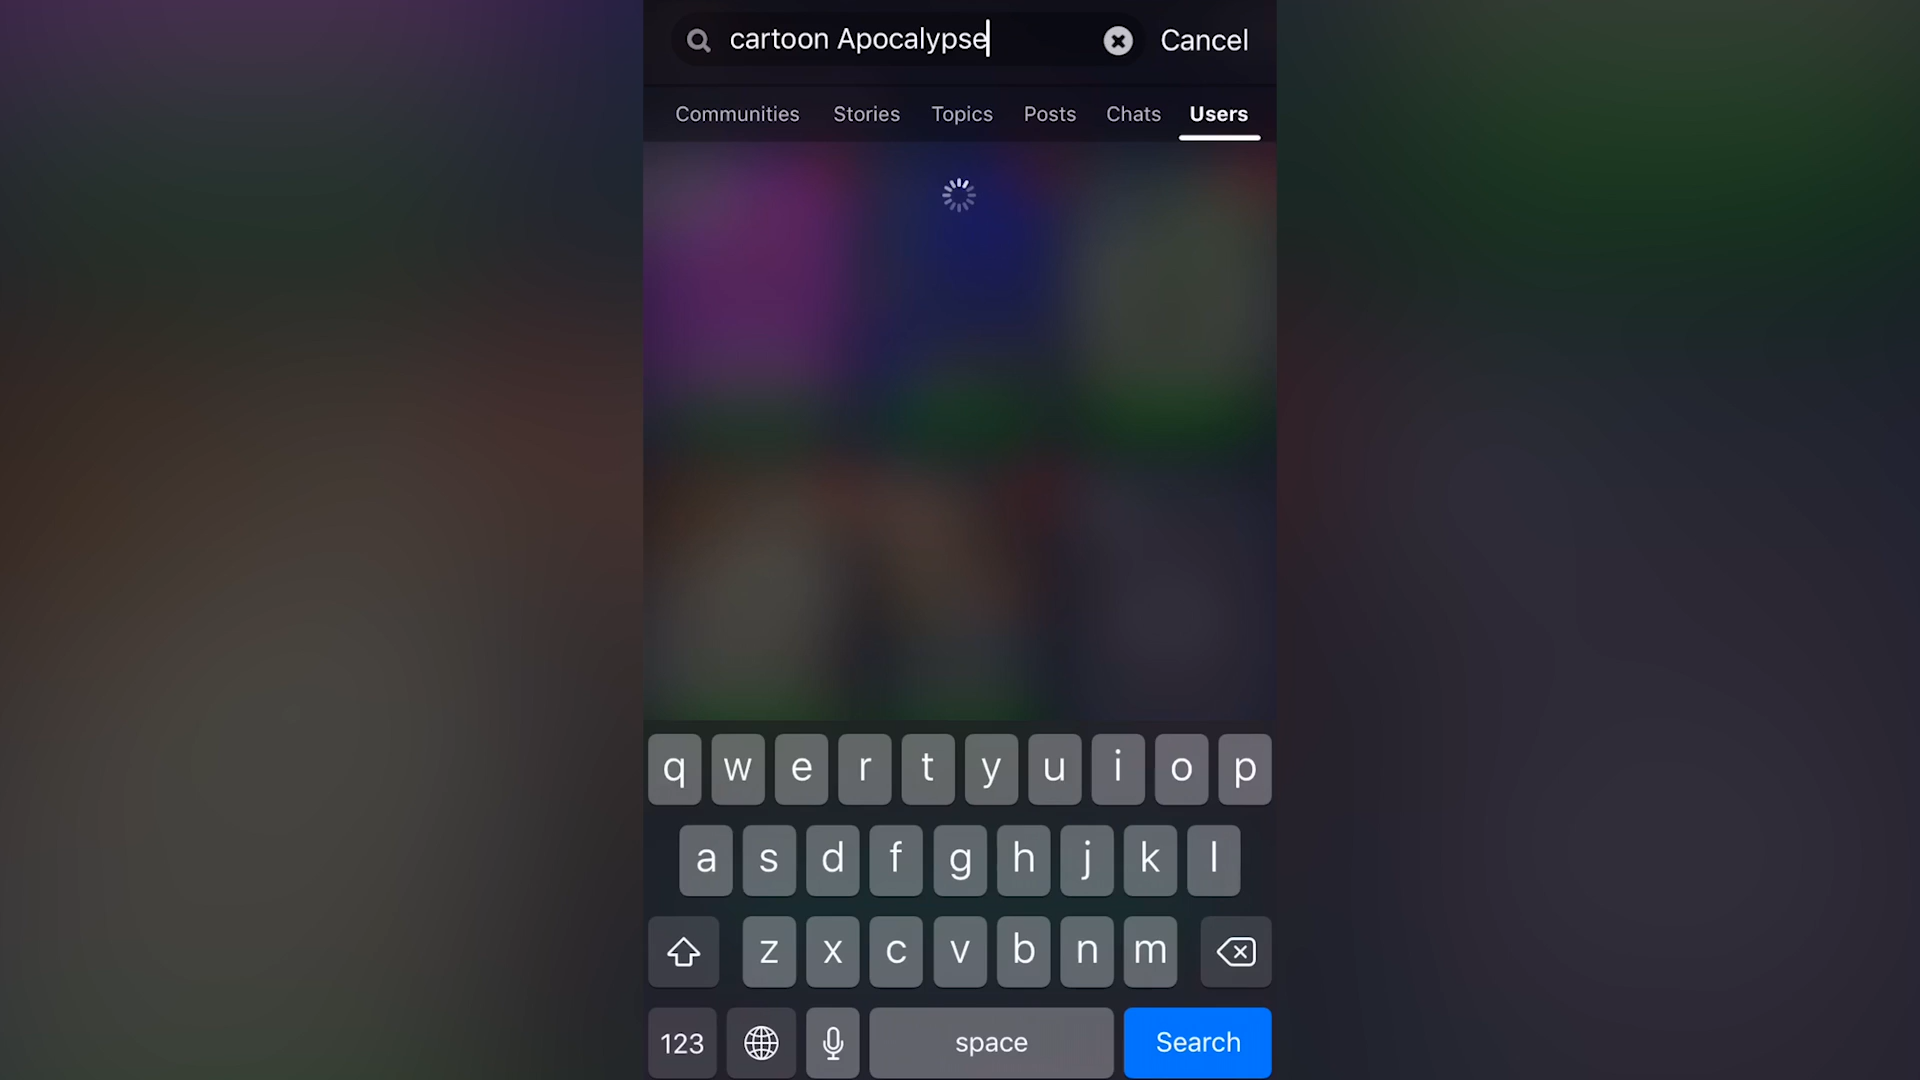 cartoon Apocalypse Cancel
Communities Stories Topics Posts Chats Users
q w e r t y u i o p
a s d f g h j k l
z x c v b n m
123 space Search